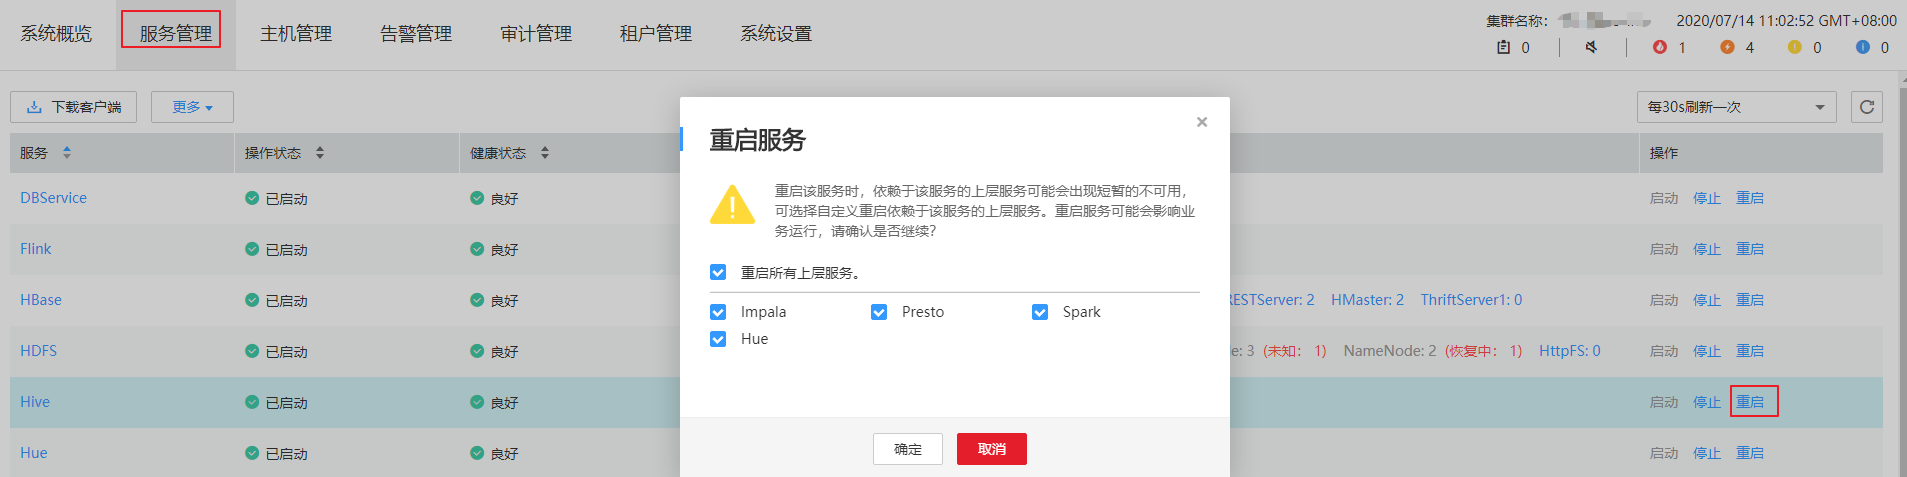 系统概览 服务管理 主机管理 告警管理 审计管理 租户管理 系统设置
集群名称: 2020/07/14 11:02:52 GMT+08:00
0 1 4 0 0
下载客户端 更多 每30s刷新一次
服务 操作状态 健康状态 操作
DBService 已启动 良好 启动 停止 重启
Flink 已启动 良好 启动 停止 重启
HBase 已启动 良好 RESTServer: 2 HMaster: 2 ThriftServer1: 0 启动 停止 重启
HDFS 已启动 良好 e: 3 (未知: 1) NameNode: 2 (恢复中: 1) HttpFS: 0 启动 停止 重启
Hive 已启动 良好 启动 停止 重启
Hue 已启动 良好 启动 停止 重启
重启服务
重启该服务时，依赖于该服务的上层服务可能会出现短暂的不可用，
可选择自定义重启依赖于该服务的上层服务。重启服务可能会影响业
务运行，请确认是否继续？
重启所有上层服务。
Impala Presto Spark
Hue
确定 取消